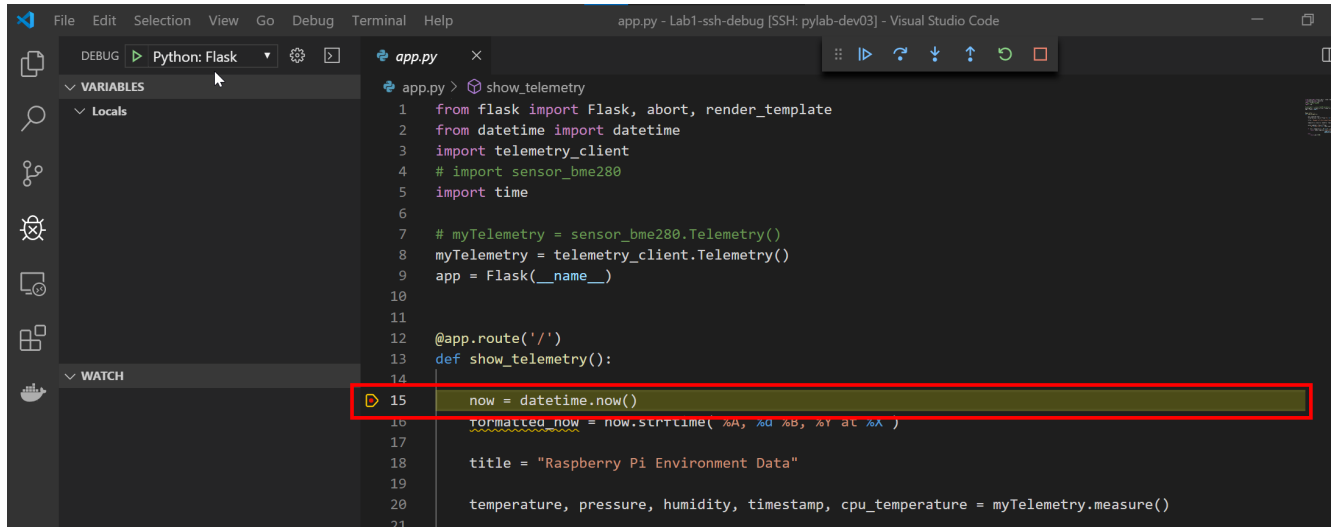 File Edit Selection View Go Debug Terminal Help app.py - Lab1-ssh-debug [SSH: pylab-dev03] - Visual Studio Code
DEBUG Python: Flask
app.py
VARIABLES
Locals
WATCH
app.py > show_telemetry
1 from flask import Flask, abort, render_template
2 from datetime import datetime
3 import telemetry_client
4 # import sensor_bme280
5 import time
6
7 # myTelemetry = sensor_bme280.Telemetry()
8 myTelemetry = telemetry_client.Telemetry()
9 app = Flask(__name__)
10
11
12 @app.route('/')
13 def show_telemetry():
14
15 now = datetime.now()
16 formatted_now = now.strftime( %A, %d %B, %Y at %X )
17
18 title = "Raspberry Pi Environment Data"
19
20 temperature, pressure, humidity, timestamp, cpu_temperature = myTelemetry.measure()
21